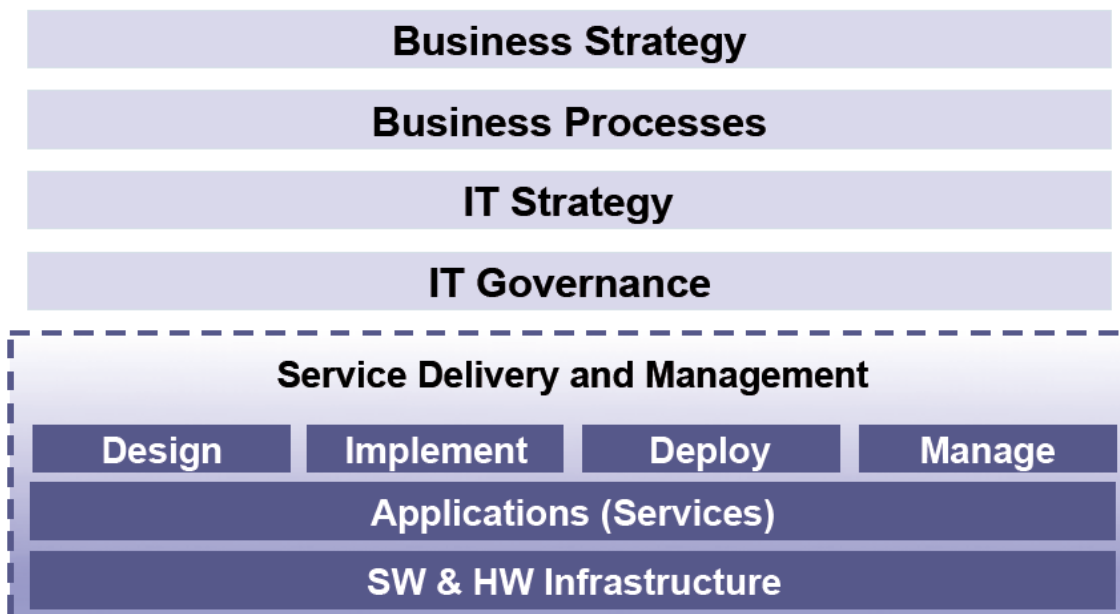 Business Strategy
Business Processes
IT Strategy
IT Governance
Service Delivery and Management
Design Implement Deploy Manage
Applications (Services)
SW & HW Infrastructure